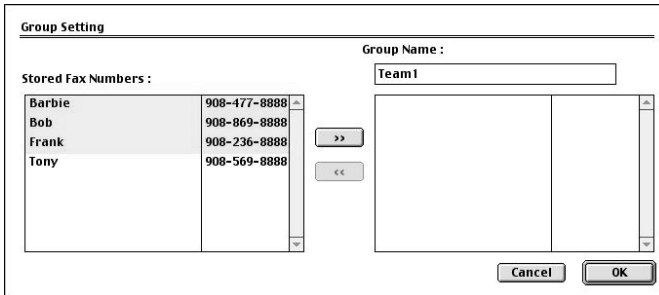 Group Setting
Group Name :
Team1
Stored Fax Numbers :
Barbie 908-477-8888
Bob 908-869-8888
Frank 908-236-8888
Tony 908-569-8888
>>
<<
Cancel OK